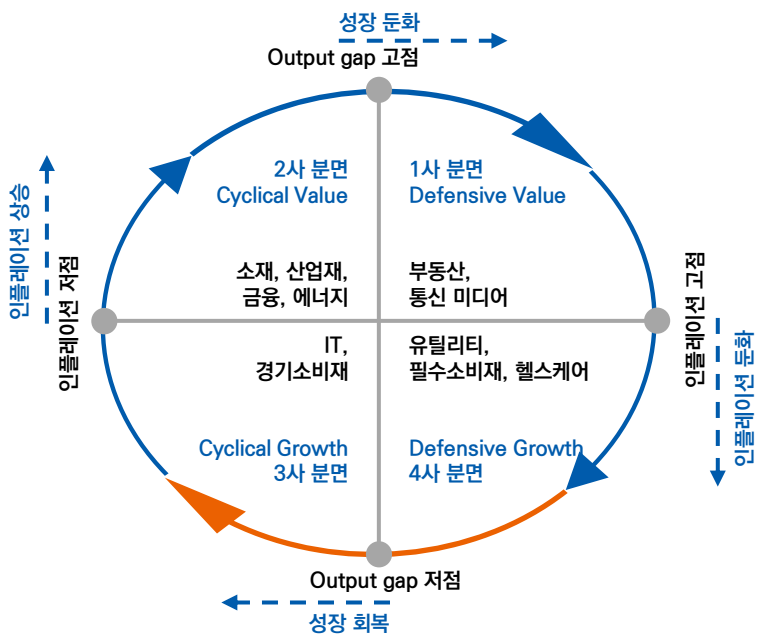 성장 둔화
Output gap 고점
2사 분면
Cyclical Value
1사 분면
Defensive Value
인플레이션 상승
인플레이션 저점
소재, 산업재,
금융, 에너지
부동산,
통신 미디어
인플레이션 고점
IT,
경기소비재
유틸리티,
필수소비재, 헬스케어
인플레이션 둔화
Cyclical Growth
3사 분면
Defensive Growth
4사 분면
Output gap 저점
성장 회복